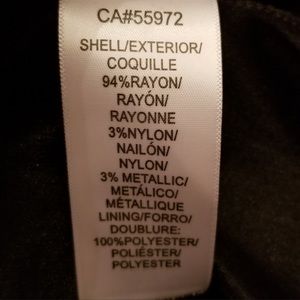 CA#55972
SHELL/EXTERIOR/
COQUILLE
94%RAYON/
RAYÓN/
RAYONNE
3%NYLON/
NAILÓN/
NYLON/
3% METALLIC/
METÁLICO/
MÉTALLIQUE
LINING/FORRO/
DOUBLURE:
100%POLYESTER/
POLIÉSTER/
POLYESTER